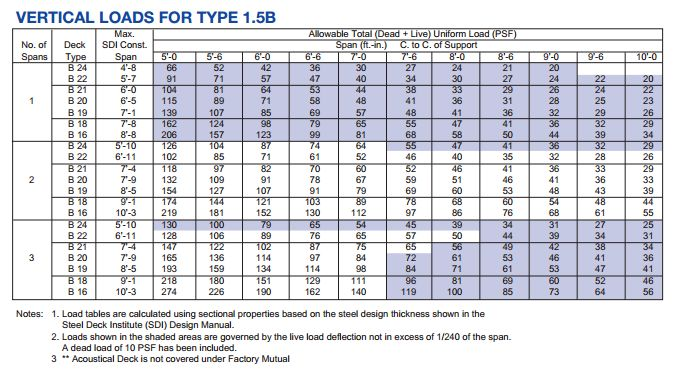 VERTICAL LOADS FOR TYPE 1.5B
No. of Spans Deck Type Max. SDI Const. Span Allowable Total (Dead + Live) Uniform Load (PSF)
Span (ft.-in.) C. to C. of Support
5'-0 5'-6 6'-0 6'-6 7'-0 7'-6 8'-0 8'-6 9'-0 9'-6 10'-0
1
B 24 4'-8 66 52 42 36 30 27 24 21 20
B 22 5'-7 91 71 57 47 40 34 30 27 24 22 20
B 21 6'-0 104 81 64 53 44 38 33 29 26 24 22
B 20 6'-5 115 89 71 58 48 41 36 31 28 25 23
B 19 7'-1 139 107 85 69 57 48 41 36 32 29 26
B 18 7'-8 162 124 98 79 65 55 47 41 36 32 29
B 16 8'-8 206 157 123 99 81 68 58 50 44 39 34
2
B 24 5'-10 126 104 87 74 64 55 47 41 36 32 29
B 22 6'-11 102 85 71 61 52 46 40 35 32 28 26
B 21 7'-4 118 97 82 70 60 52 46 41 36 33 29
B 20 7'-9 132 109 91 78 67 59 51 46 41 36 33
B 19 8'-5 154 127 107 91 79 69 60 53 48 43 39
B 18 9'-1 174 144 121 103 89 78 68 60 54 48 44
B 16 10'-3 219 181 152 130 112 97 86 76 68 61 55
3
B 24 5'-10 130 100 79 65 54 45 39 34 31 27 25
B 22 6'-11 128 106 89 76 65 57 50 44 39 34 31
B 21 7'-4 147 122 102 87 75 65 56 49 42 38 34
B 20 7'-9 165 136 114 97 84 72 61 53 46 41 36
B 19 8'-5 193 159 134 114 98 84 71 61 53 47 41
B 18 9'-1 218 180 151 129 111 96 81 69 60 52 46
B 16 10'-3 274 226 190 162 140 119 100 85 73 64 56
Notes: 1. Load tables are calculated using sectional properties based on the steel design thickness shown in the
Steel Deck Institute (SDI) Design Manual.
2. Loads shown in the shaded areas are governed by the live load deflection not in excess of 1/240 of the span.
A dead load of 10 PSF has been included.
3 ** Acoustical Deck is not covered under Factory Mutual